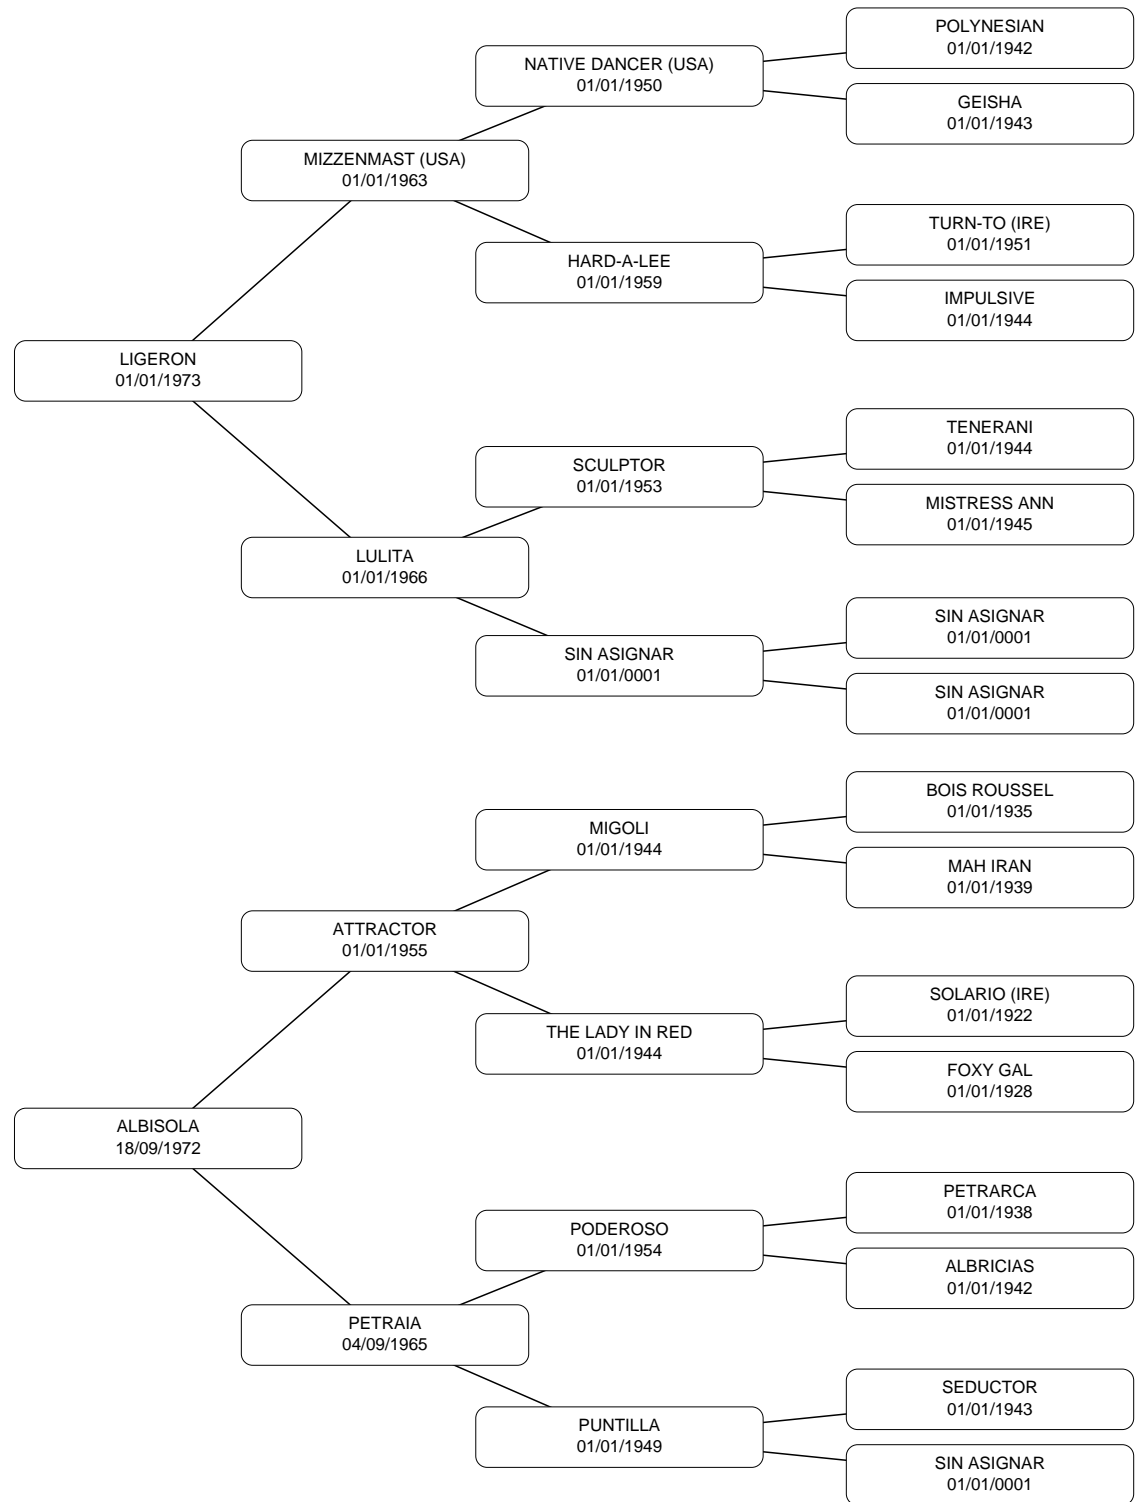 POLYNESIAN
01/01/1942
NATIVE DANCER (USA)
01/01/1950
GEISHA
01/01/1943
MIZZENMAST (USA)
01/01/1963
TURN-TO (IRE)
01/01/1951
HARD-A-LEE
01/01/1959
IMPULSIVE
01/01/1944
LIGERON
01/01/1973
TENERANI
01/01/1944
SCULPTOR
01/01/1953
MISTRESS ANN
01/01/1945
LULITA
01/01/1966
SIN ASIGNAR
01/01/0001
SIN ASIGNAR
01/01/0001
SIN ASIGNAR
01/01/0001
BOIS ROUSSEL
01/01/1935
MIGOLI
01/01/1944
MAH IRAN
01/01/1939
ATTRACTOR
01/01/1955
SOLARIO (IRE)
01/01/1922
THE LADY IN RED
01/01/1944
FOXY GAL
01/01/1928
ALBISOLA
18/09/1972
PETRARCA
01/01/1938
PODEROSO
01/01/1954
ALBRICIAS
01/01/1942
PETRAIA
04/09/1965
SEDUCTOR
01/01/1943
PUNTILLA
01/01/1949
SIN ASIGNAR
01/01/0001